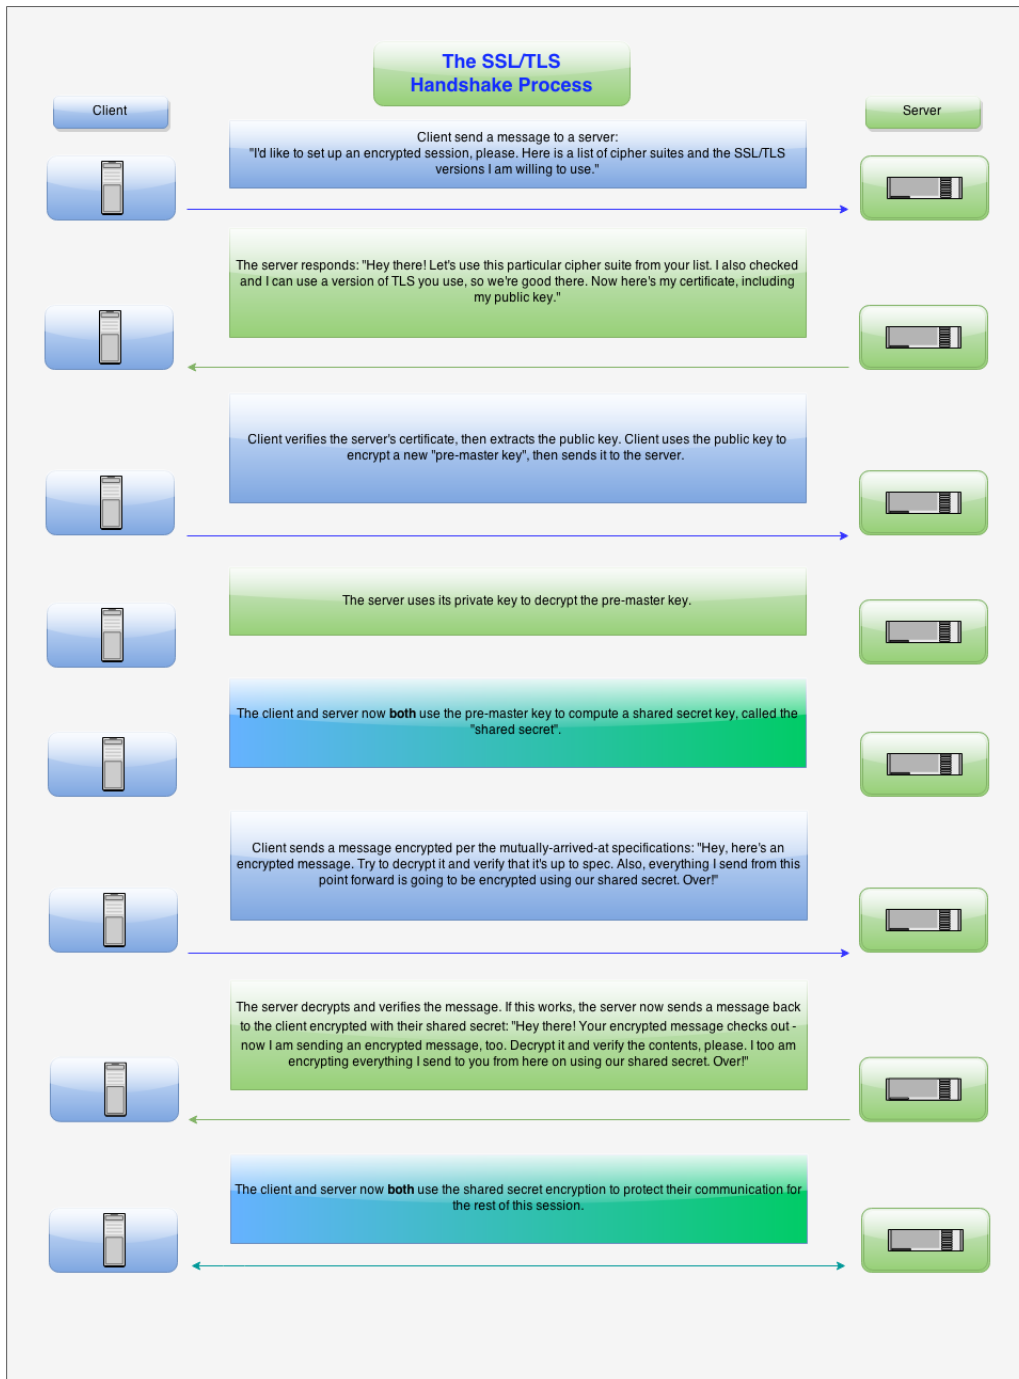 The SSL/TLS
Handshake Process
Client
Server
Client send a message to a server:
"I'd like to set up an encrypted session, please. Here is a list of cipher suites and the SSL/TLS
versions I am willing to use."
The server responds: "Hey there! Let's use this particular cipher suite from your list. I also checked
and I can use a version of TLS you use, so we're good there. Now here's my certificate, including
my public key."
Client verifies the server's certificate, then extracts the public key. Client uses the public key to
encrypt a new "pre-master key", then sends it to the server.
The server uses its private key to decrypt the pre-master key.
The client and server now both use the pre-master key to compute a shared secret key, called the
"shared secret".
Client sends a message encrypted per the mutually-arrived-at specifications: "Hey, here's an
encrypted message. Try to decrypt it and verify that it's up to spec. Also, everything I send from this
point forward is going to be encrypted using our shared secret. Over!"
The server decrypts and verifies the message. If this works, the server now sends a message back
to the client encrypted with their shared secret: "Hey there! Your encrypted message checks out -
now I am sending an encrypted message, too. Decrypt it and verify the contents, please. I too am
encrypting everything I send to you from here on using our shared secret. Over!"
The client and server now both use the shared secret encryption to protect their communication for
the rest of this session.